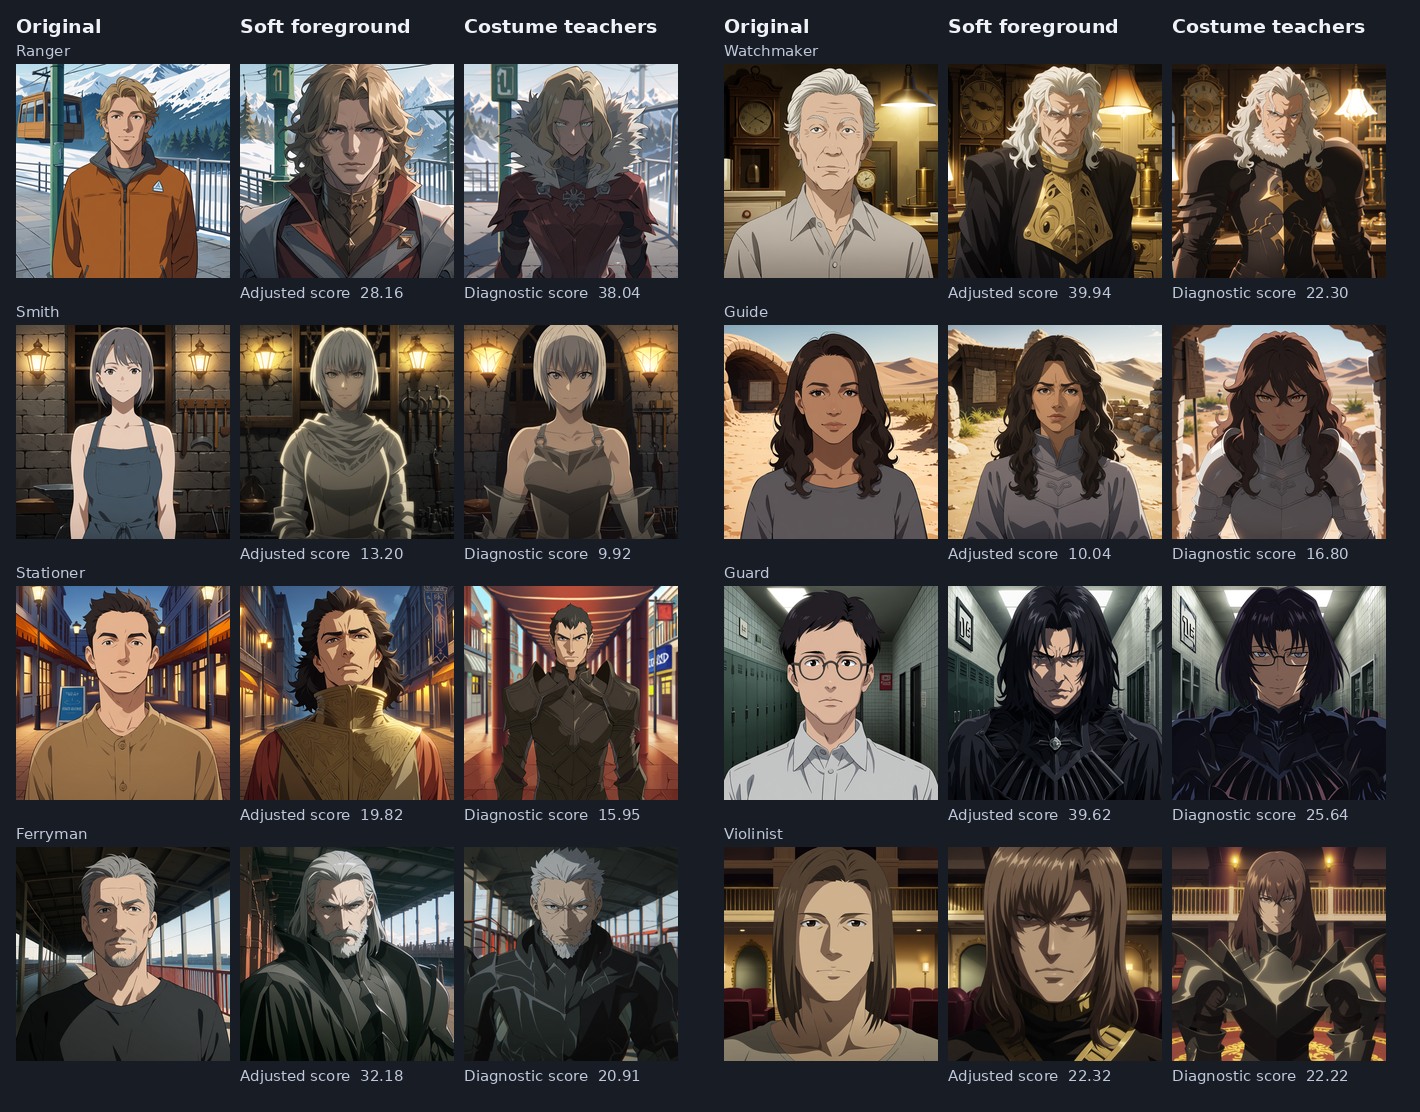 Original Soft foreground Costume teachers Original Soft foreground Costume teachers
Ranger Watchmaker
Adjusted score 28.16 Diagnostic score 38.04 Adjusted score 39.94 Diagnostic score 22.30
Smith Guide
Adjusted score 13.20 Diagnostic score 9.92 Adjusted score 10.04 Diagnostic score 16.80
Stationer Guard
Adjusted score 19.82 Diagnostic score 15.95 Adjusted score 39.62 Diagnostic score 25.64
Ferryman Violinist
Adjusted score 32.18 Diagnostic score 20.91 Adjusted score 22.32 Diagnostic score 22.22